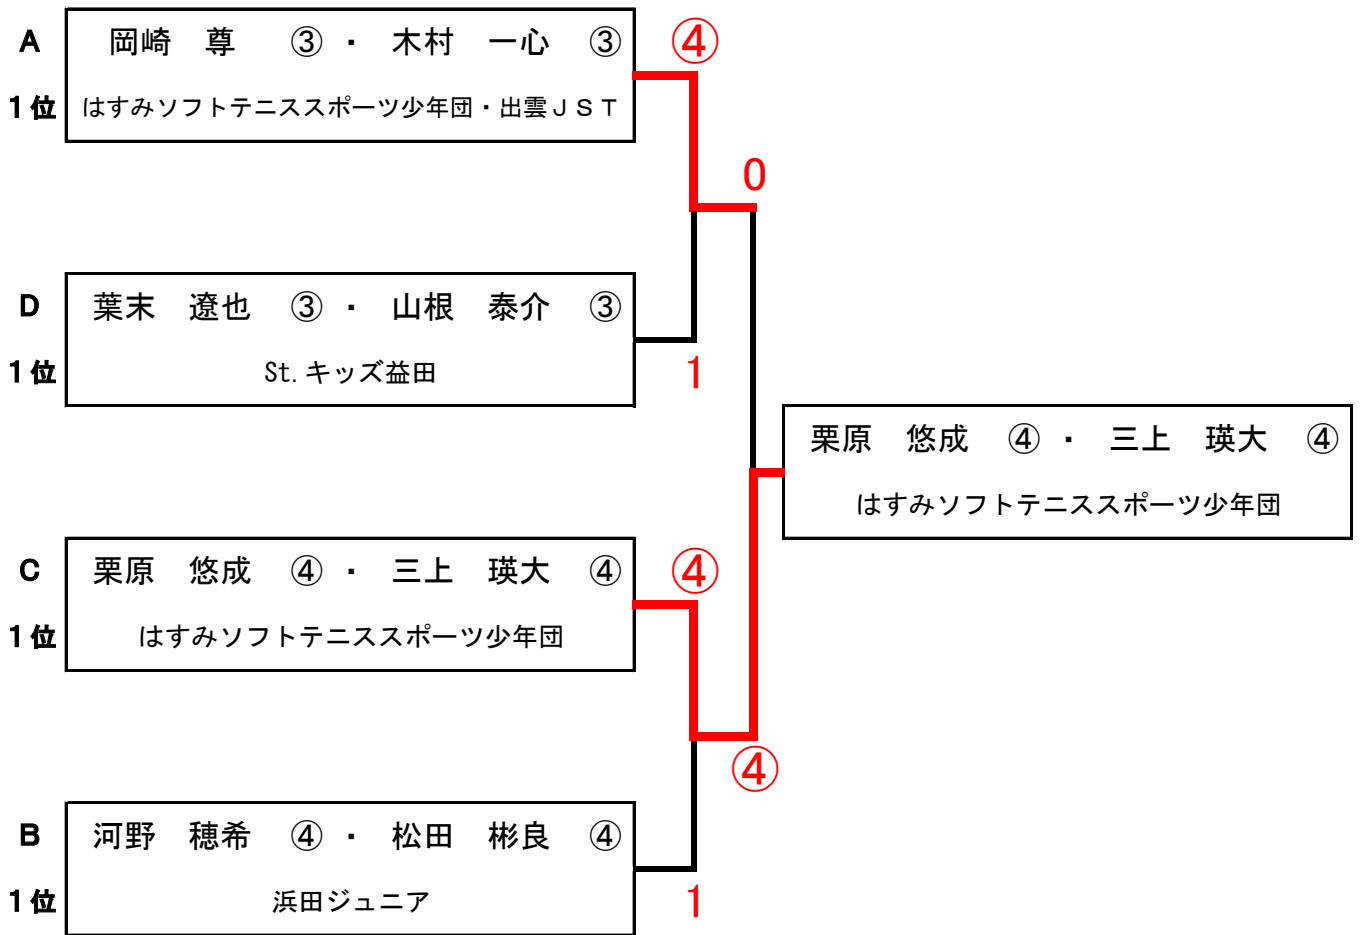 A 岡崎 尊 ③ ・ 木村 一心 ③ ④
1位 はすみソフトテニススポーツ少年団・出雲ＪＳＴ
0
D 葉末 遼也 ③ ・ 山根 泰介 ③
1位 St.キッズ益田 1
栗原 悠成 ④ ・ 三上 瑛大 ④
はすみソフトテニススポーツ少年団
C 栗原 悠成 ④ ・ 三上 瑛大 ④ ④
1位 はすみソフトテニススポーツ少年団
④
B 河野 穂希 ④ ・ 松田 彬良 ④
1位 浜田ジュニア 1